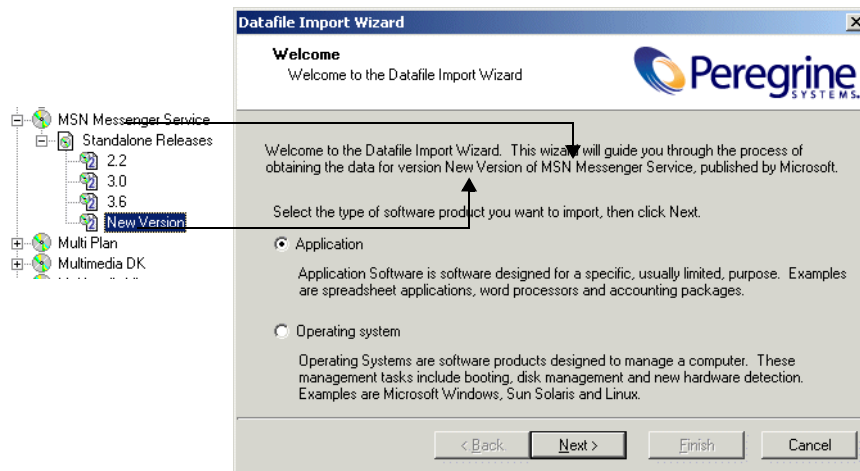 Datafile Import Wizard
Welcome
Welcome to the Datafile Import Wizard
Peregrine
SYSTEMS
MSN Messenger Service
Standalone Releases
2.2
3.0
3.6
New Version
Multi Plan
Multimedia DK
Welcome to the Datafile Import Wizard. This wizard will guide you through the process of
obtaining the data for version New Version of MSN Messenger Service, published by Microsoft.
Select the type of software product you want to import, then click Next.
Application
Application Software is software designed for a specific, usually limited, purpose. Examples
are spreadsheet applications, word processors and accounting packages.
Operating system
Operating Systems are software products designed to manage a computer. These
management tasks include booting, disk management and new hardware detection.
Examples are Microsoft Windows, Sun Solaris and Linux.
< Back
Next >
Finish
Cancel